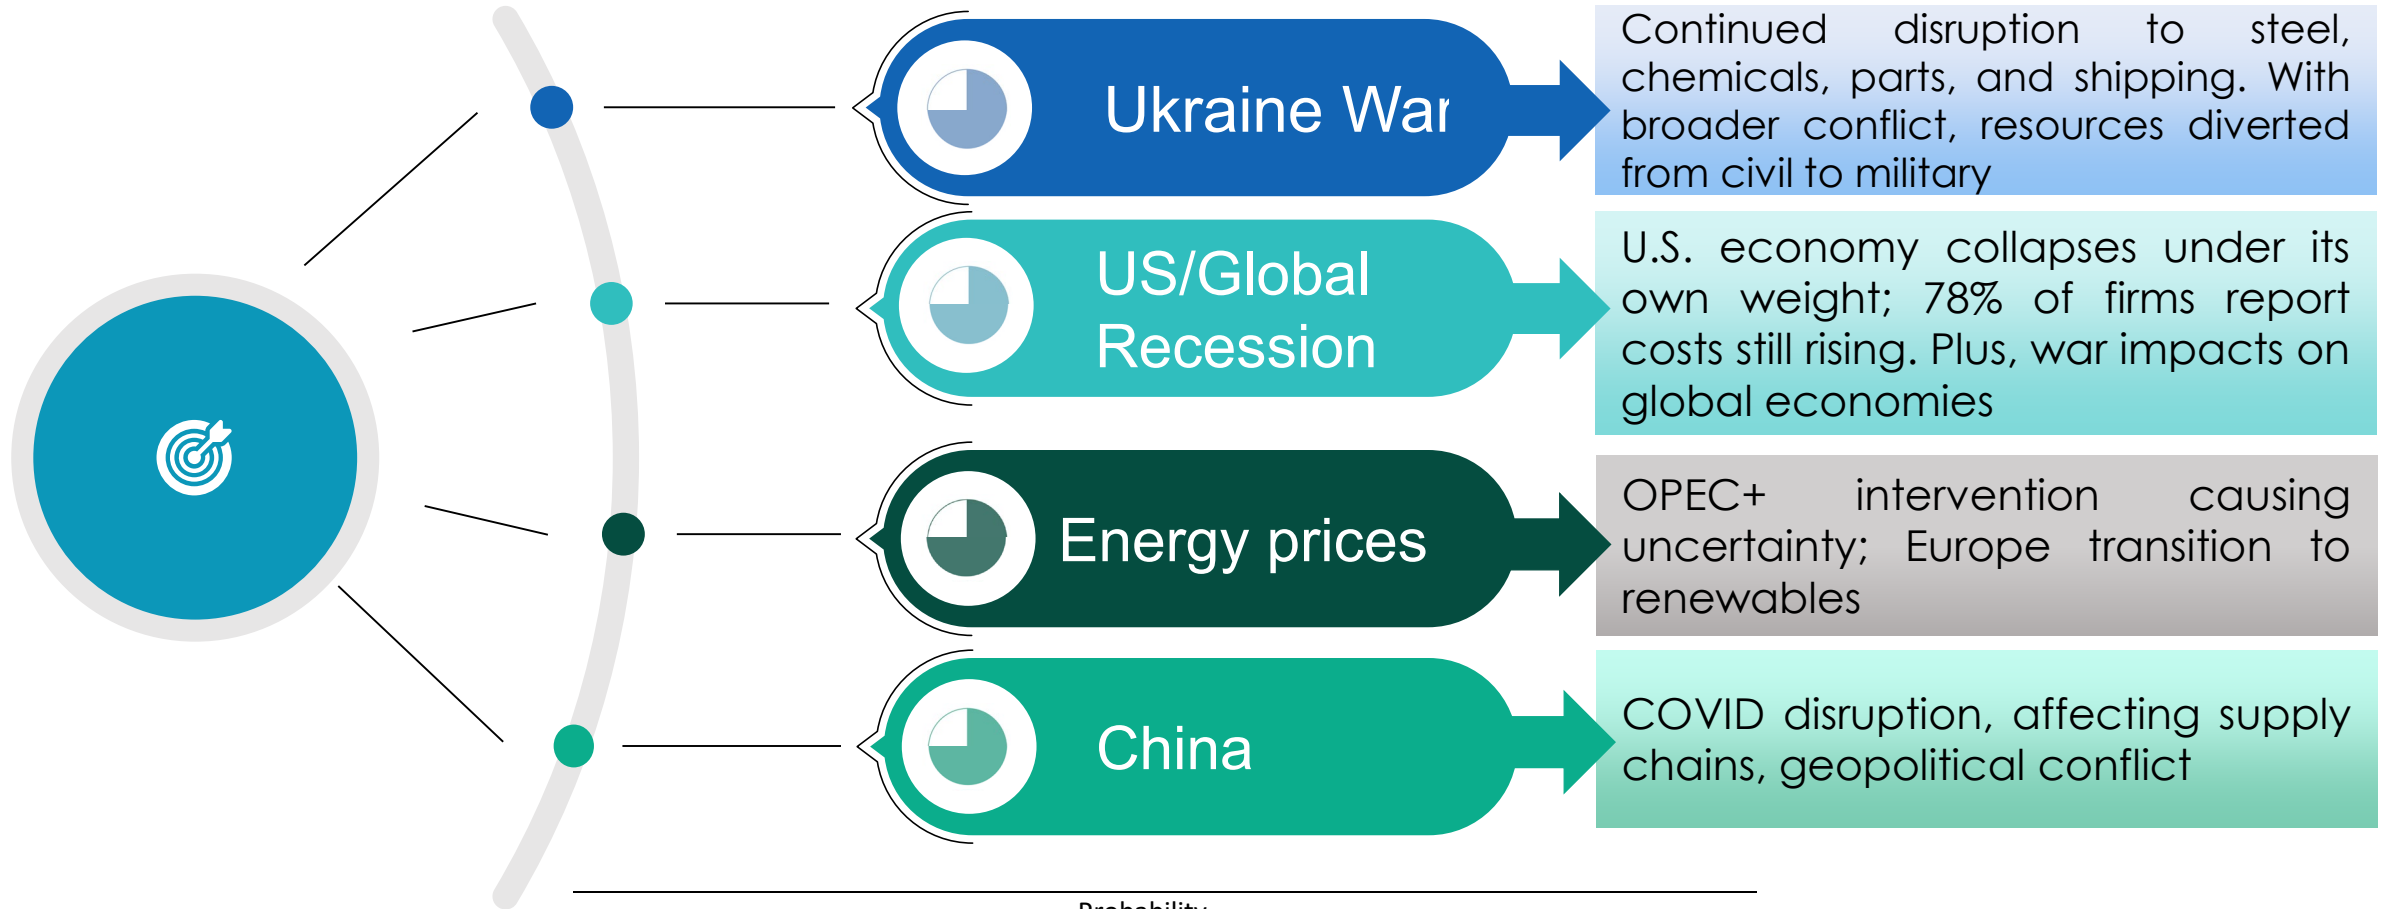 Ukraine War
Continued disruption to steel,
chemicals, parts, and shipping. With
broader conflict, resources diverted
from civil to military
US/Global
Recession
U.S. economy collapses under its
own weight; 78% of firms report
costs still rising. Plus, war impacts on
global economies
Energy prices
OPEC+ intervention causing
uncertainty; Europe transition to
renewables
China
COVID disruption, affecting supply
chains, geopolitical conflict
Probability